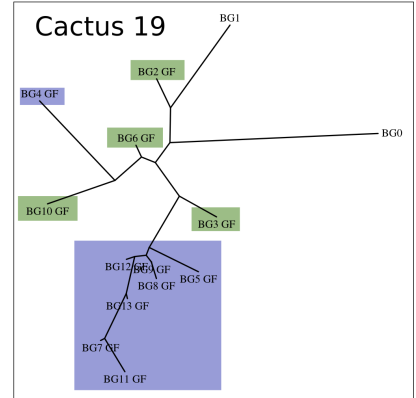 Cactus 19
BG1
BG2 GF
BG4 GF
BG6 GF
BG0
BG10 GF
BG3 GF
BG12 GF
BG9 GF
BG5 GF
BG8 GF
BG13 GF
BG7 GF
BG11 GF